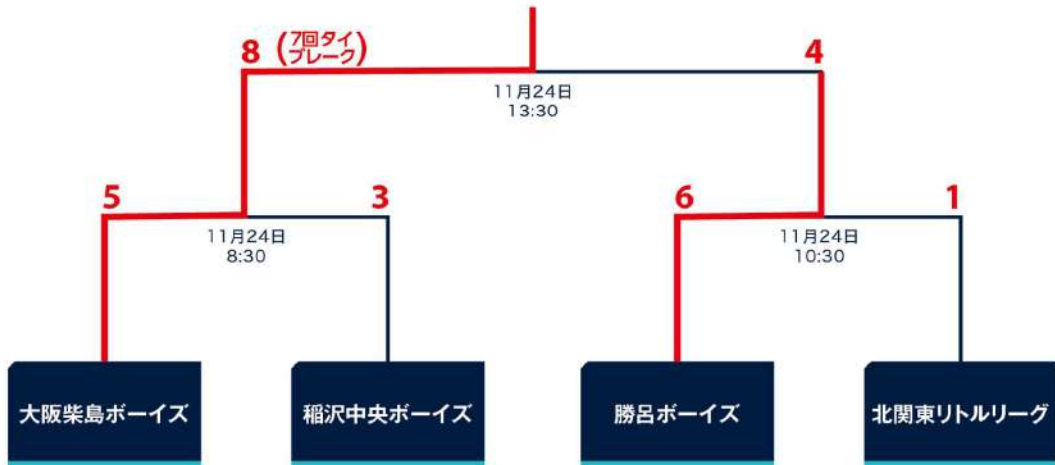 8 (7回タイ
ブレーク)
4
11月24日
13:30
5
3
6
1
11月24日
8:30
11月24日
10:30
大阪柴島ボーイズ
稲沢中央ボーイズ
勝呂ボーイズ
北関東リトルリーグ